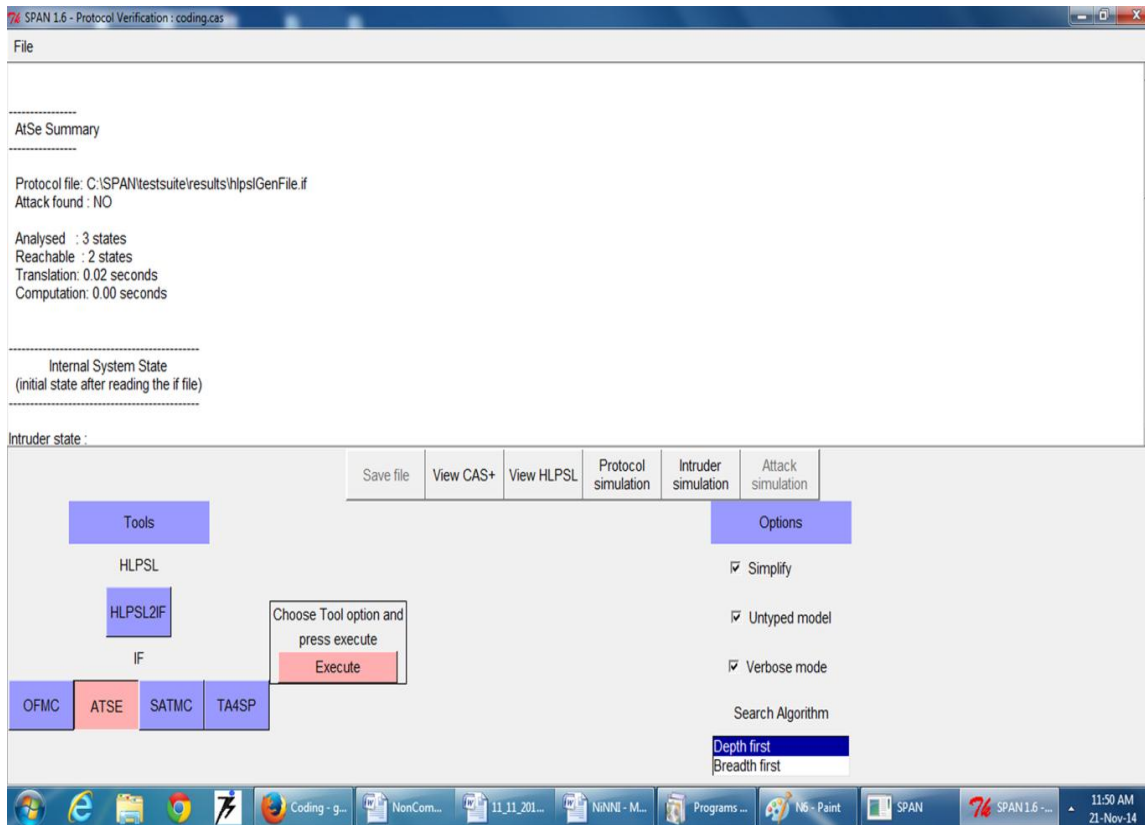 SPAN 1.6 - Protocol Verification : coding.cas
File
----------------
AtSe Summary
----------------
Protocol file: C:\SPAN\testsuite\results\hlpslGenFile.if
Attack found : NO
Analysed : 3 states
Reachable : 2 states
Translation: 0.02 seconds
Computation: 0.00 seconds
---------------------------------------------
Internal System State
(initial state after reading the if file)
---------------------------------------------
Intruder state :
Save file View CAS+ View HLPSL Protocol simulation Intruder simulation Attack simulation
Tools
Options
HLPSL
Simplify
HLPSL2IF
Choose Tool option and
press execute
Execute
Untyped model
IF
Verbose mode
OFMC ATSE SATMC TA4SP
Search Algorithm
Depth first
Breadth first
Coding - g... NonCom... 11_11_201... NiNNI - M... Programs ... N6 - Paint SPAN SPAN 1.6 -... 11:50 AM
21-Nov-14